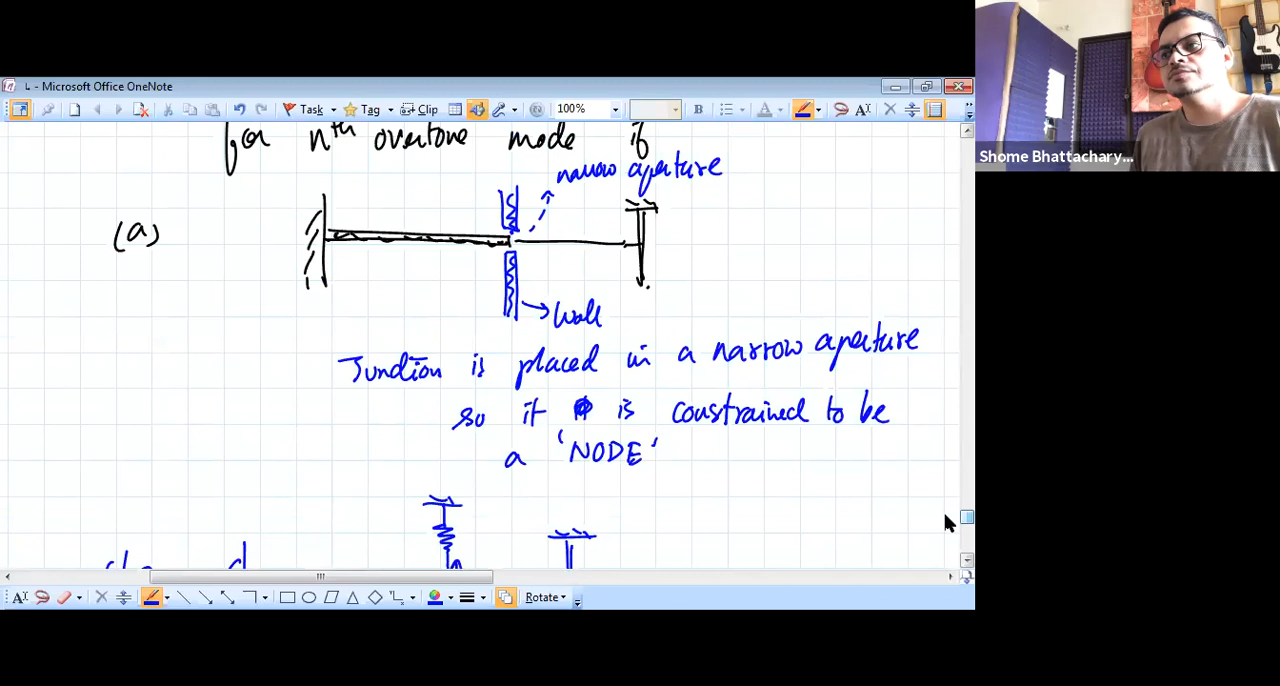 L - Microsoft Office OneNote
Task Tag Clip 100% B A A
for nth overtone mode if
narrow aperture
(a)
wall
Junction is placed in a narrow aperture
so it is constrained to be
a 'NODE'
A Rotate
Shome Bhattachary...